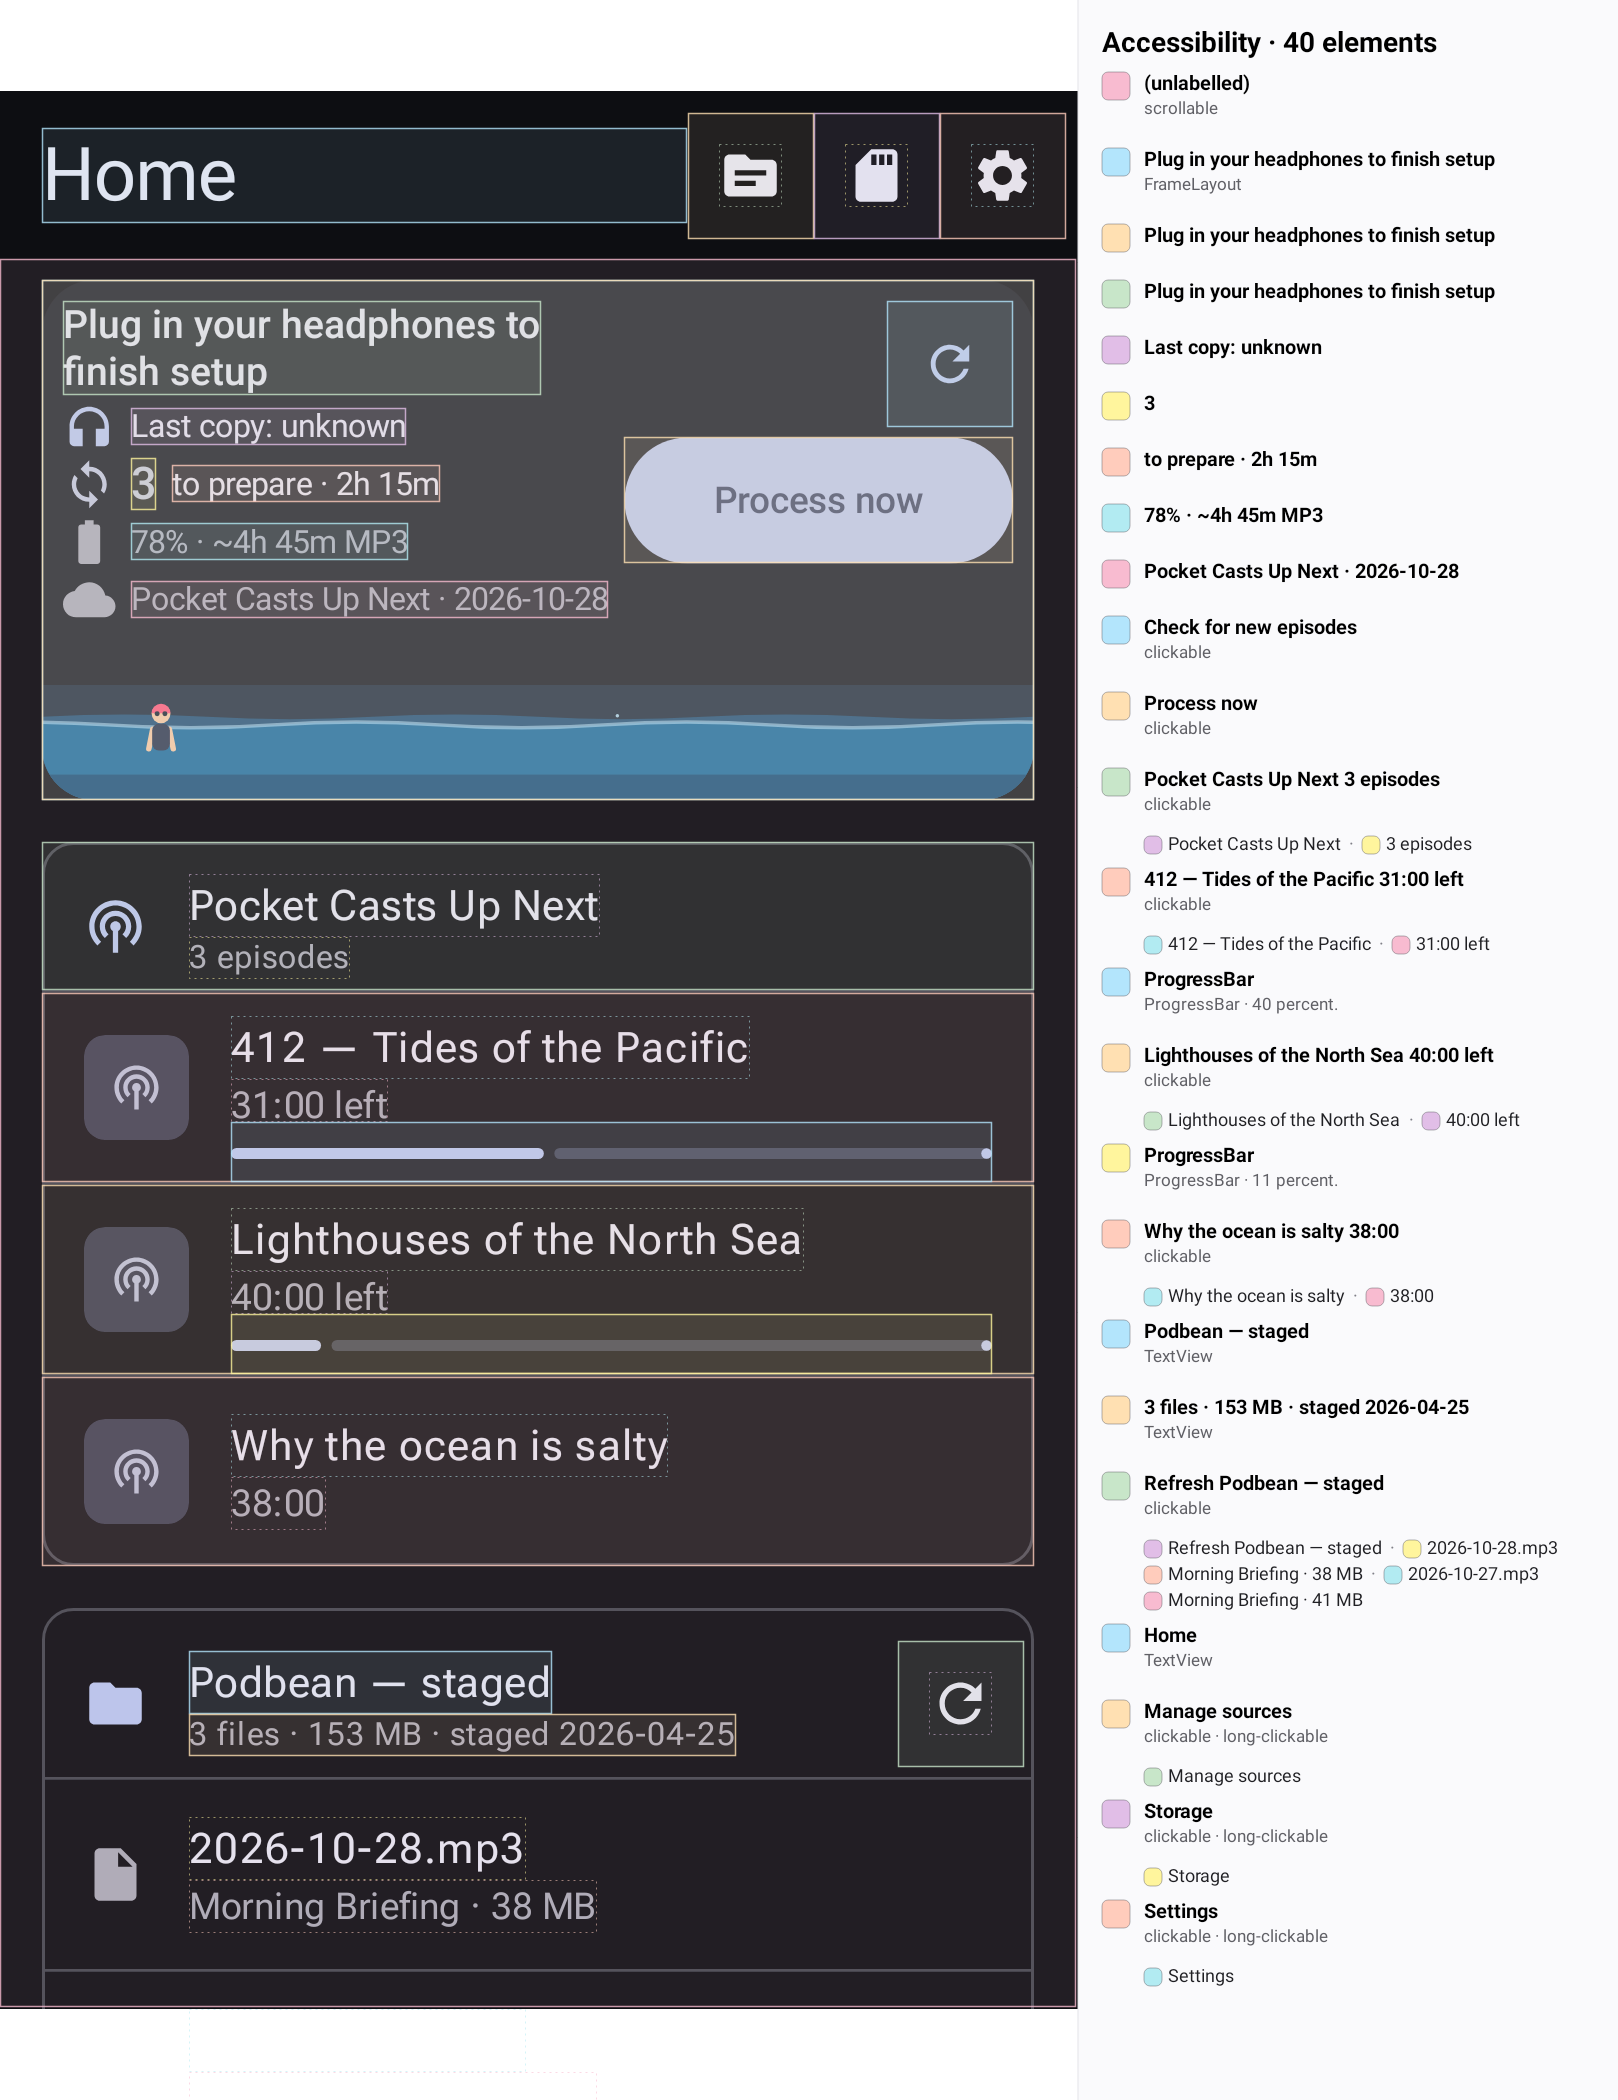 Home
Plug in your headphones to
finish setup
Last copy: unknown
3 to prepare · 2h 15m
78% · ~4h 45m MP3
Pocket Casts Up Next · 2026-10-28
Process now
Pocket Casts Up Next
3 episodes
412 — Tides of the Pacific
31:00 left
Lighthouses of the North Sea
40:00 left
Why the ocean is salty
38:00
Podbean — staged
3 files · 153 MB · staged 2026-04-25
2026-10-28.mp3
Morning Briefing · 38 MB
Accessibility · 40 elements
(unlabelled)
scrollable
Plug in your headphones to finish setup
FrameLayout
Plug in your headphones to finish setup
Plug in your headphones to finish setup
Last copy: unknown
3
to prepare · 2h 15m
78% · ~4h 45m MP3
Pocket Casts Up Next · 2026-10-28
Check for new episodes
clickable
Process now
clickable
Pocket Casts Up Next 3 episodes
clickable
Pocket Casts Up Next · 3 episodes
412 — Tides of the Pacific 31:00 left
clickable
412 — Tides of the Pacific · 31:00 left
ProgressBar
ProgressBar · 40 percent.
Lighthouses of the North Sea 40:00 left
clickable
Lighthouses of the North Sea · 40:00 left
ProgressBar
ProgressBar · 11 percent.
Why the ocean is salty 38:00
clickable
Why the ocean is salty · 38:00
Podbean — staged
TextView
3 files · 153 MB · staged 2026-04-25
TextView
Refresh Podbean — staged
clickable
Refresh Podbean — staged · 2026-10-28.mp3
Morning Briefing · 38 MB · 2026-10-27.mp3
Morning Briefing · 41 MB
Home
TextView
Manage sources
clickable · long-clickable
Manage sources
Storage
clickable · long-clickable
Storage
Settings
clickable · long-clickable
Settings